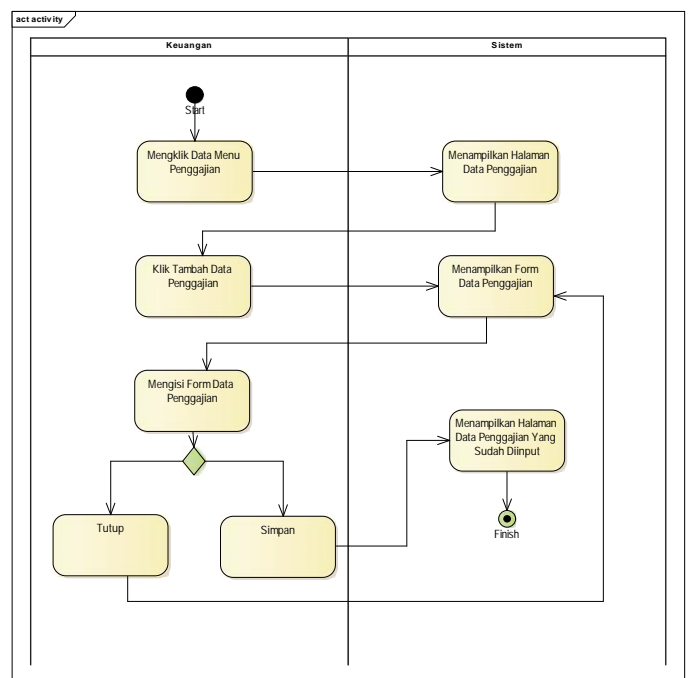 act activity
Keuangan
Sistem
Start
Mengklik Data Menu
Penggajian
Menampilkan Halaman
Data Penggajian
Klik Tambah Data
Penggajian
Menampilkan Form
Data Penggajian
Mengisi Form Data
Penggajian
Menampilkan Halaman
Data Penggajian Yang
Sudah Diinput
Tutup
Simpan
Finish